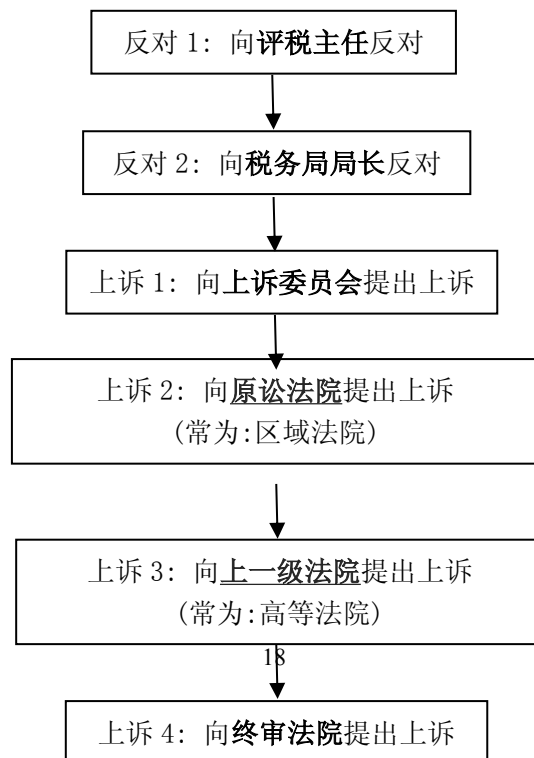 反对 1: 向评税主任反对
反对 2: 向税务局局长反对
上诉 1: 向上诉委员会提出上诉
上诉 2: 向原讼法院提出上诉
(常为:区域法院)
上诉 3: 向上一级法院提出上诉
(常为:高等法院)
18
上诉 4: 向终审法院提出上诉